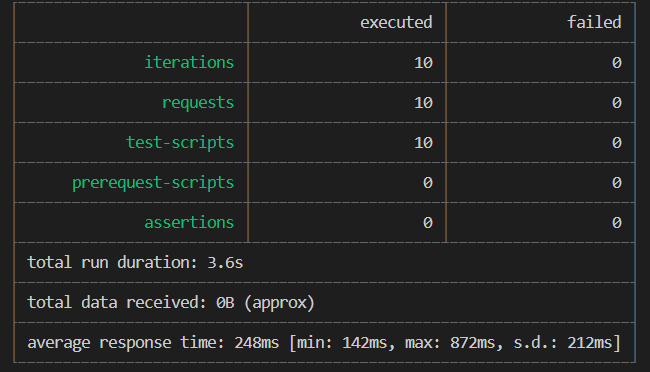 executed failed
iterations 10 0
requests 10 0
test-scripts 10 0
prerequest-scripts 0 0
assertions 0 0
total run duration: 3.6s
total data received: 0B (approx)
average response time: 248ms [min: 142ms, max: 872ms, s.d.: 212ms]